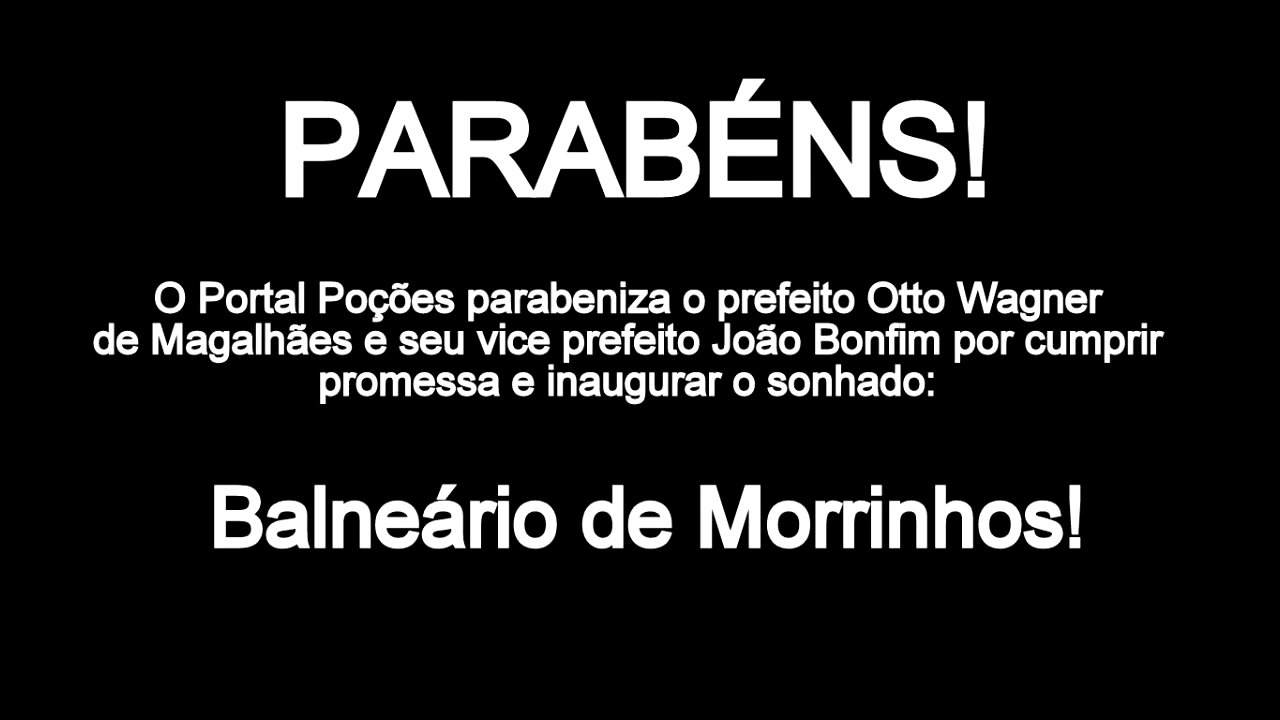 PARABÉNS!
O Portal Poções parabeniza o prefeito Otto Wagner
de Magalhães e seu vice prefeito João Bonfim por cumprir
promessa e inaugurar o sonhado:
Balneário de Morrinhos!